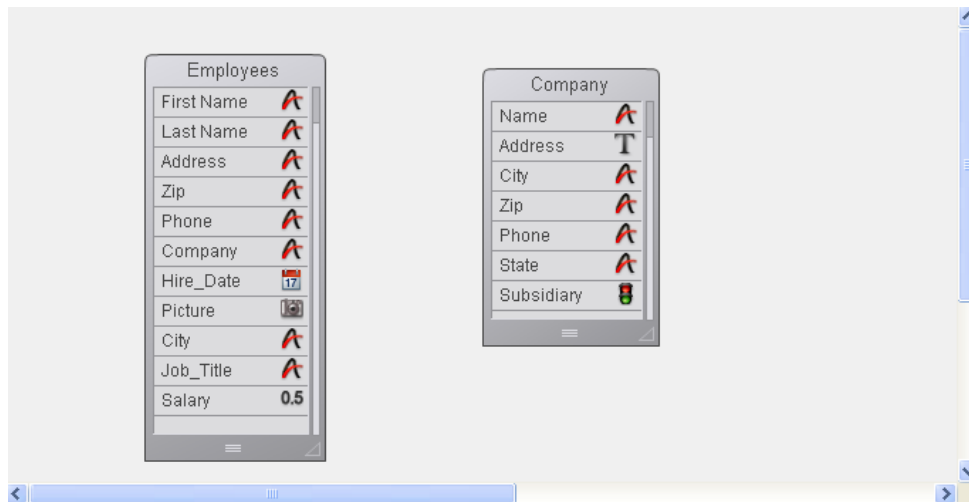 Employees
First Name
Last Name
Address
Zip
Phone
Company
Hire_Date
17
Picture
City
Job_Title
Salary 0.5
Company
Name
Address T
City
Zip
Phone
State
Subsidiary